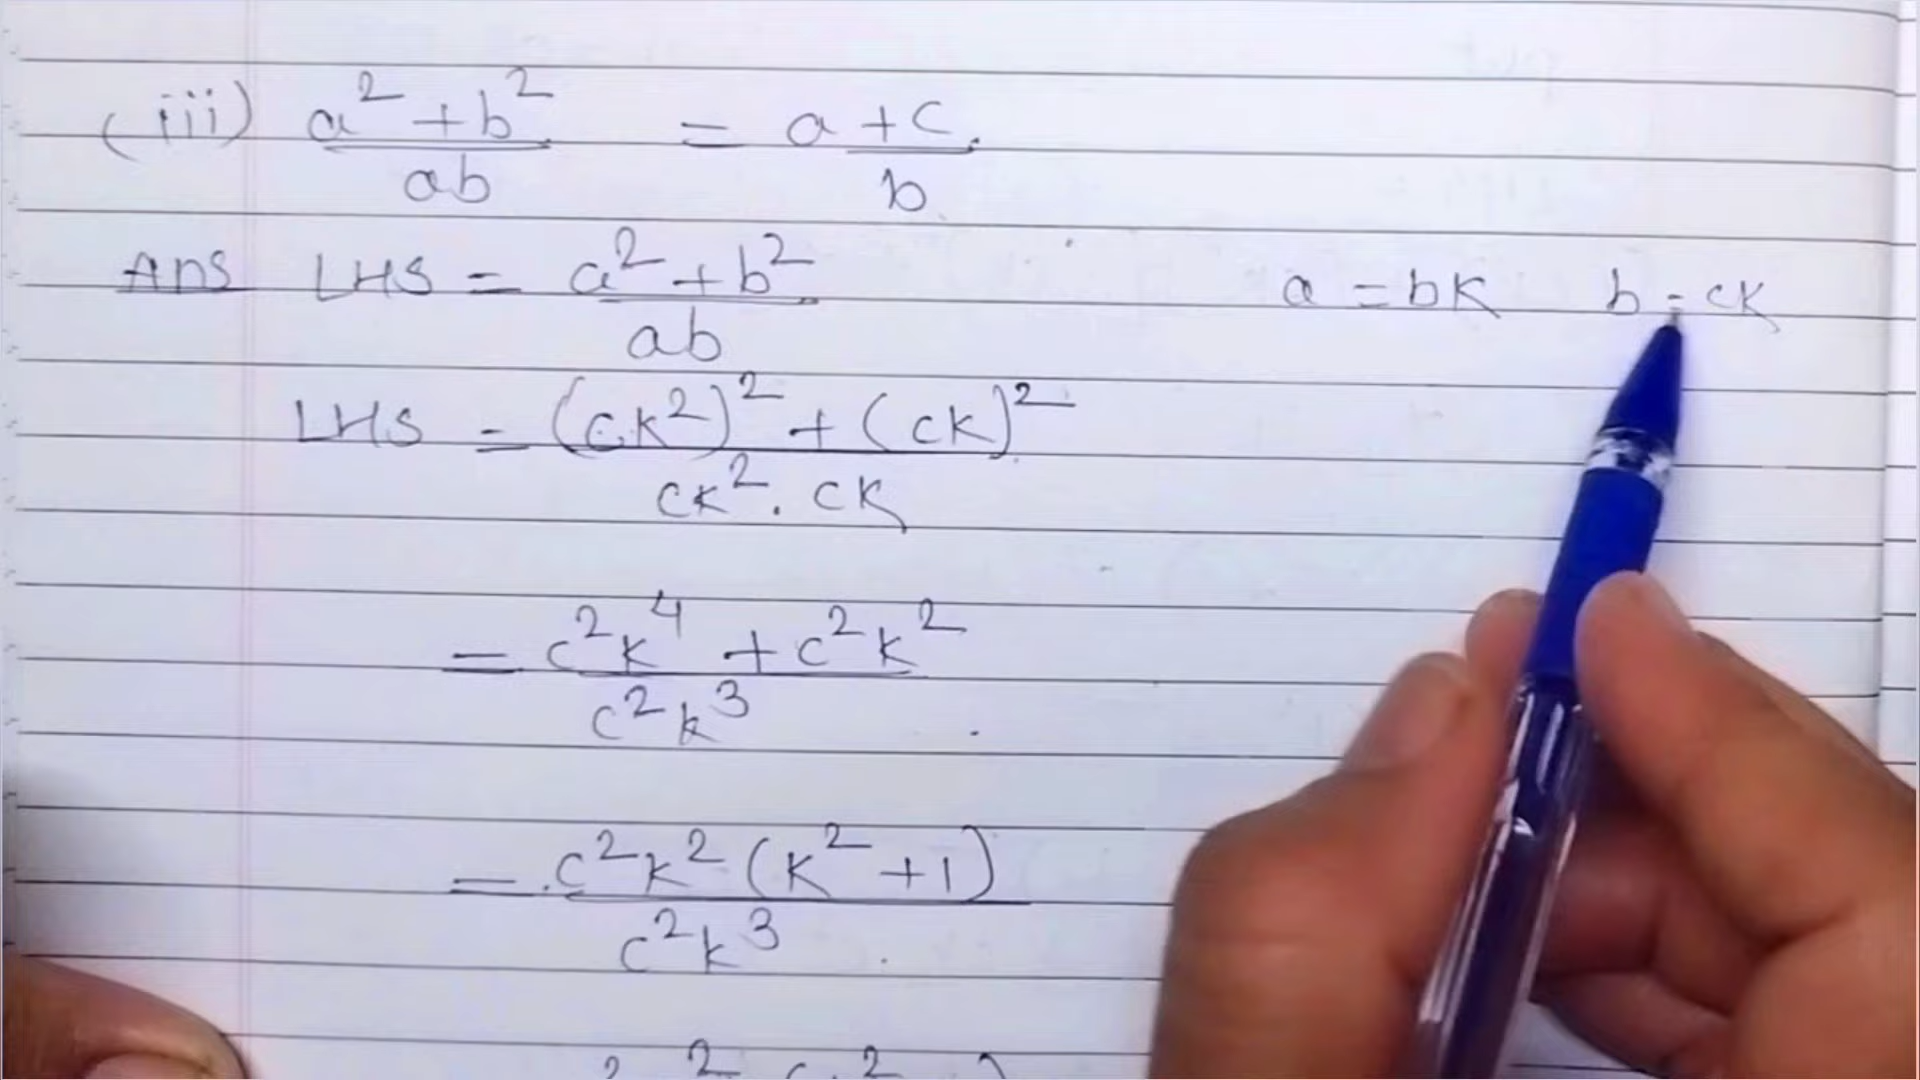 (iii) a² + b² / ab = a + c / b
Ans LHS = a² + b² / ab a = bk b = ck
LHS = (ck²)² + (ck)² / ck² . ck
= c²k⁴ + c²k² / c²k³
= c²k² (k² + 1) / c²k³